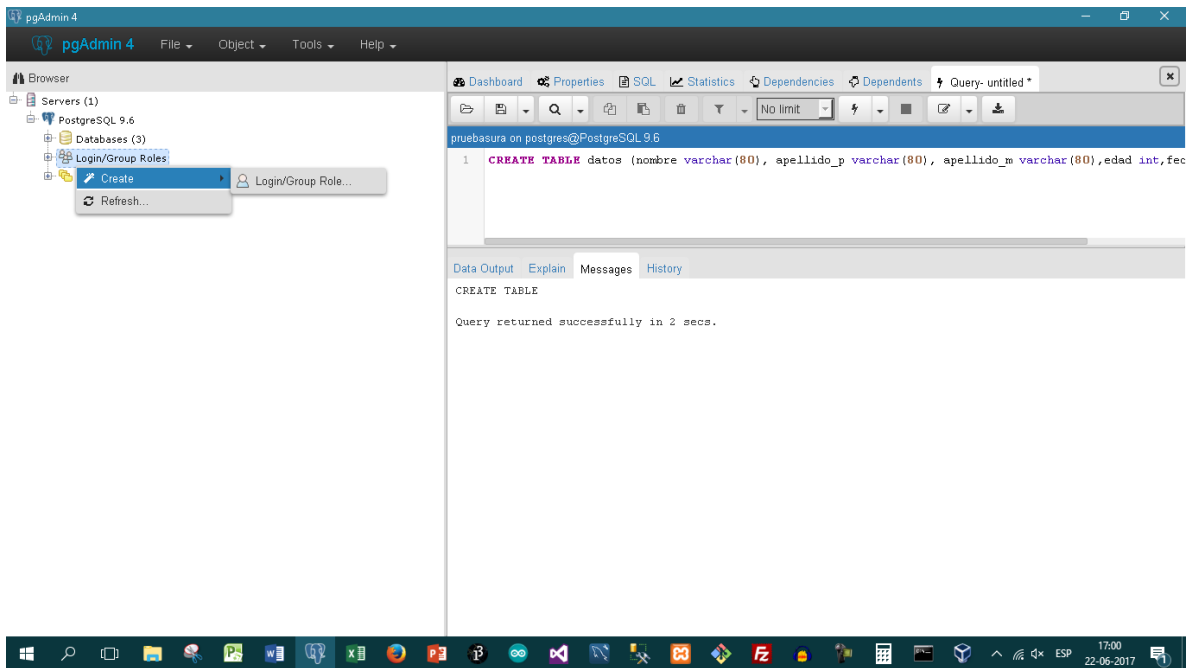 pgAdmin 4
pgAdmin 4 File Object Tools Help
Browser
Servers (1)
PostgreSQL 9.6
Databases (3)
Login/Group Roles
Create
Login/Group Role...
Refresh...
Dashboard Properties SQL Statistics Dependencies Dependents Query- untitled *
No limit
pruebasura on postgres@PostgreSQL 9.6
1 CREATE TABLE datos (nombre varchar(80), apellido_p varchar(80), apellido_m varchar(80),edad int,fec
Data Output Explain Messages History
CREATE TABLE
Query returned successfully in 2 secs.
ESP
17:00
22-06-2017